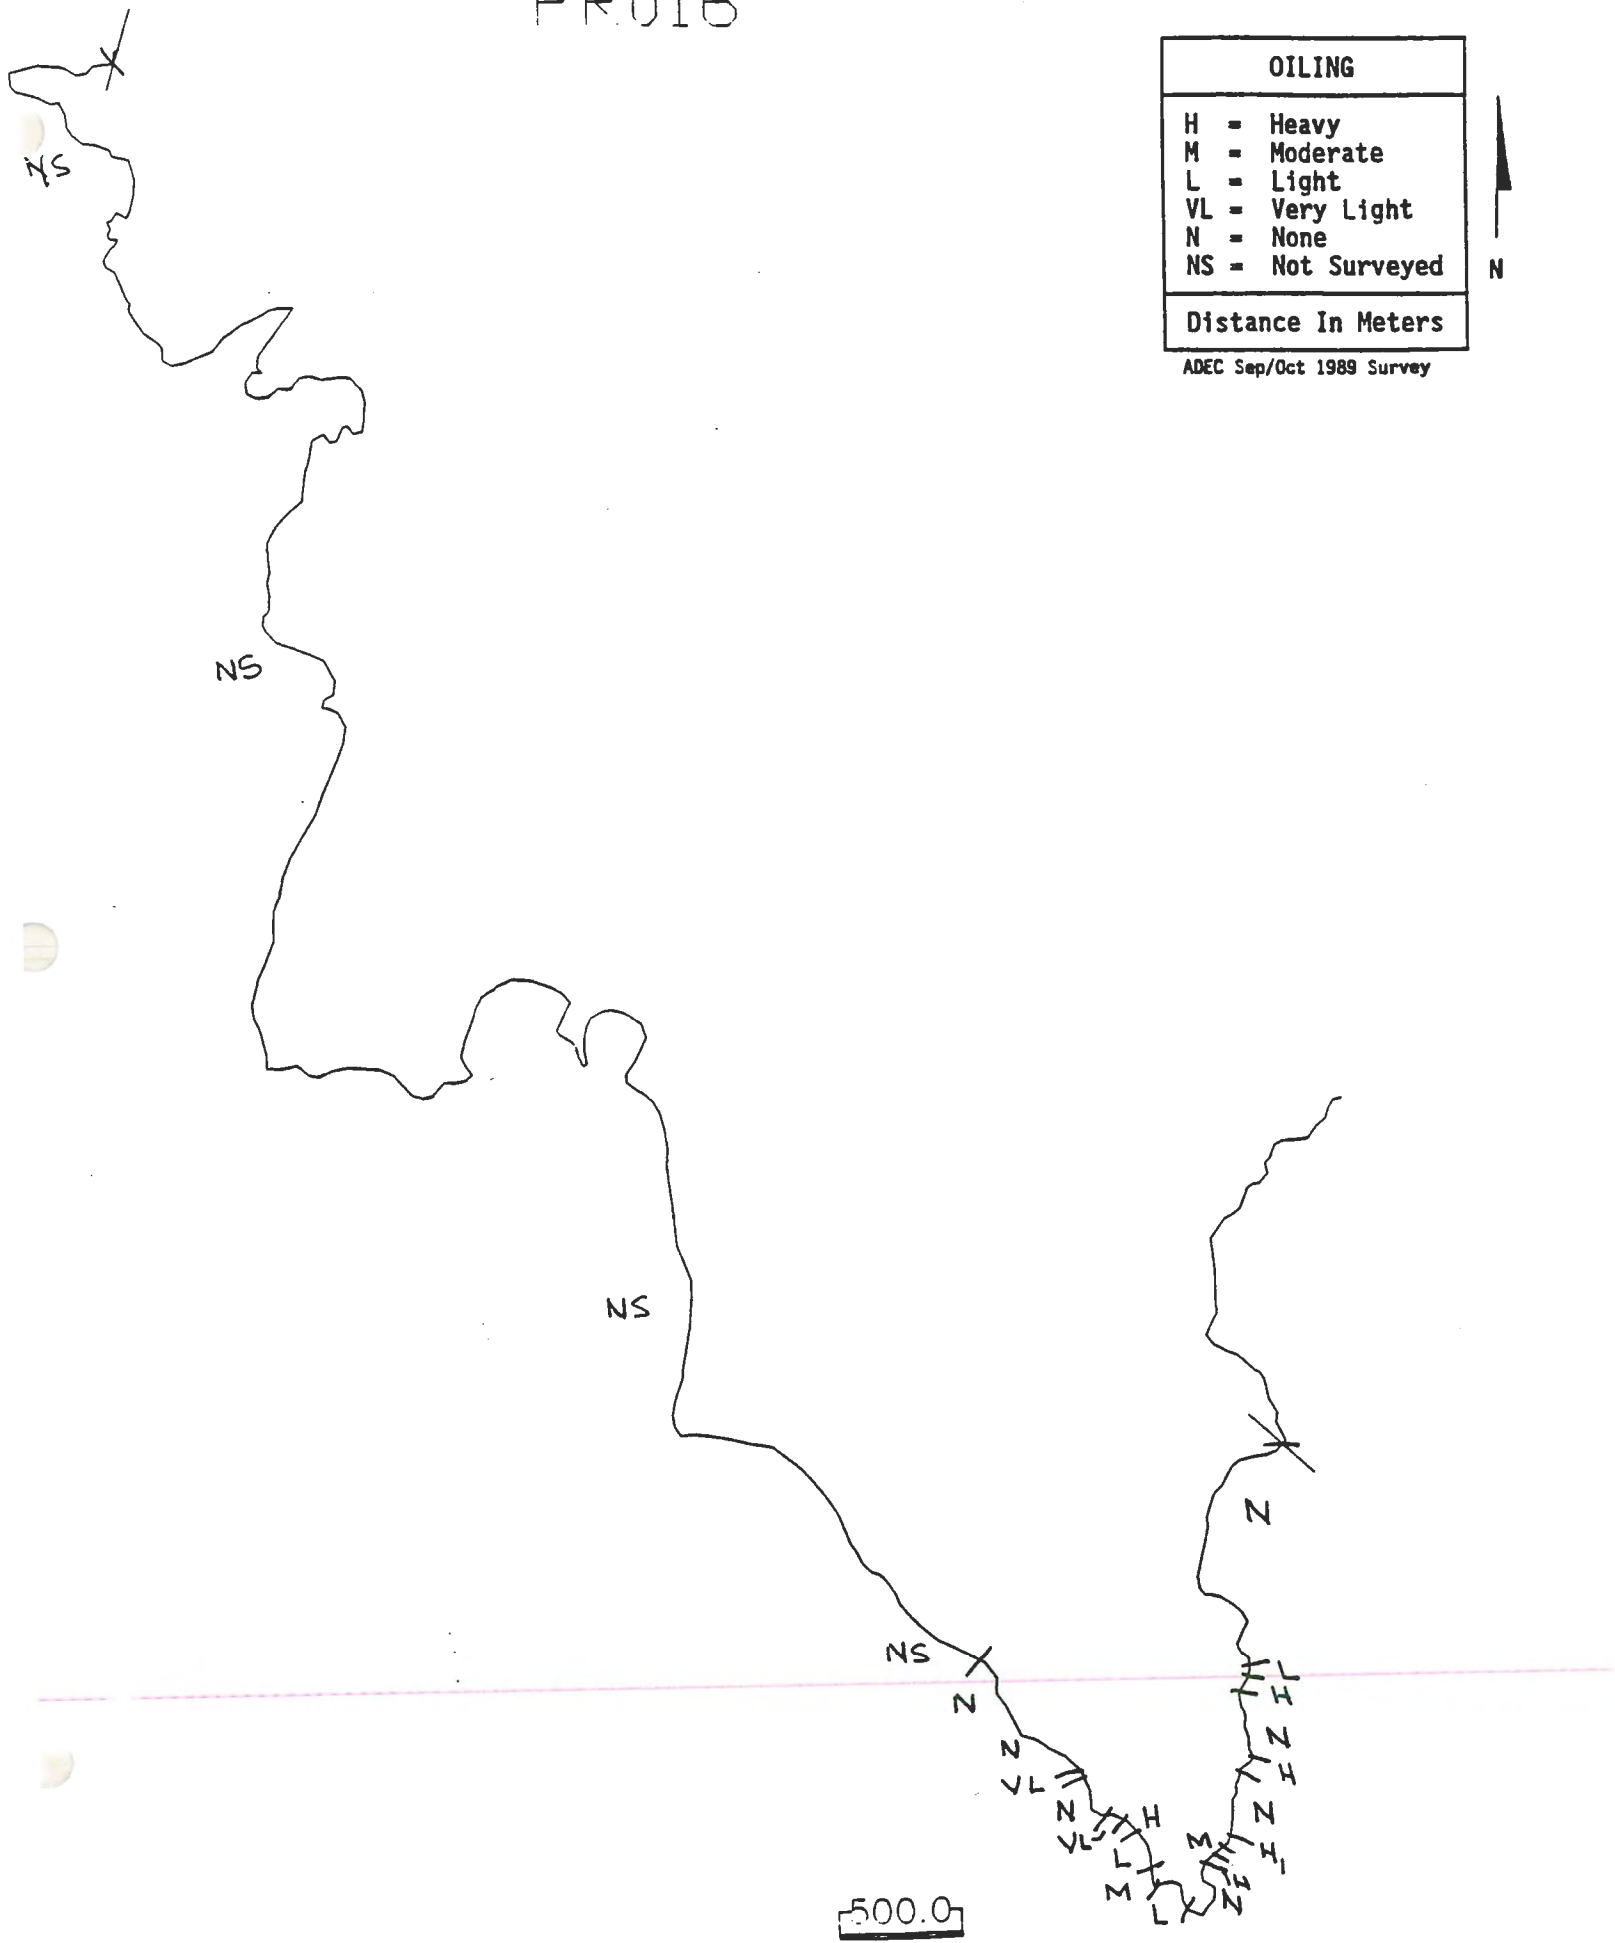 PR016
OILING
H = Heavy
M = Moderate
L = Light
VL = Very Light
N = None
NS = Not Surveyed
Distance In Meters
ADEC Sep/Oct 1989 Survey
N
NS
NS
NS
NS
N
N
VL
N
VL
H
L
M
L
N
L
H
N
H
N
M
H
H
N
500.0